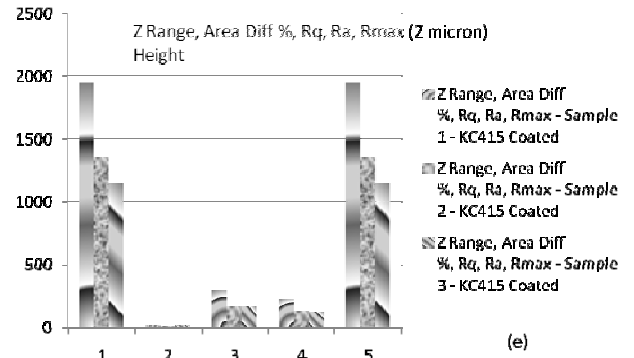 2500
2000
1500
1000
500
0
Z Range, Area Diff %, Rq, Ra, Rmax (2 micron)
Height
1
2
3
4
5
Z Range, Area Diff
%, Rq, Ra, Rmax - Sample
1 - KC415 Coated
Z Range, Area Diff
%, Rq, Ra, Rmax - Sample
2 - KC415 Coated
Z Range, Area Diff
%, Rq, Ra, Rmax - Sample
3 - KC415 Coated
(e)